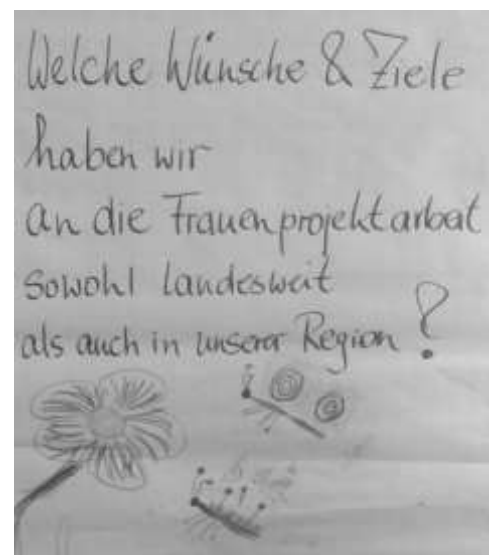 Welche Wünsche & Ziele
haben wir
an die Frauenprojektarbeit
sowohl landesweit
als auch in unserer Region ?